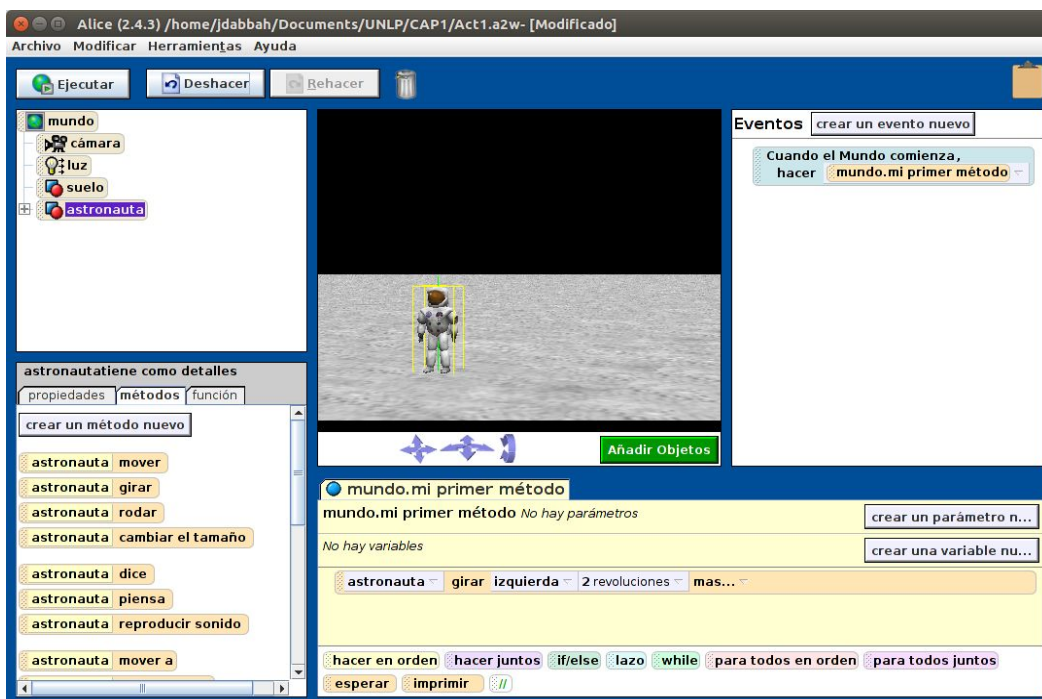 Alice (2.4.3) /home/jdabbah/Documents/UNLP/CAP1/Act1.a2w- [Modificado]
Archivo Modificar Herramientas Ayuda
Ejecutar Deshacer Rehacer
mundo
cámara
luz
suelo
astronauta
Eventos crear un evento nuevo
Cuando el Mundo comienza,
hacer mundo.mi primer método
astronautatiene como detalles
propiedades métodos función
crear un método nuevo
astronauta mover
astronauta girar
astronauta rodar
astronauta cambiar el tamaño
astronauta dice
astronauta piensa
astronauta reproducir sonido
astronauta mover a
Añadir Objetos
mundo.mi primer método
mundo.mi primer método No hay parámetros crear un parámetro n...
No hay variables crear una variable nu...
astronauta girar izquierda 2 revoluciones mas...
hacer en orden hacer juntos if/else lazo while para todos en orden para todos juntos
esperar imprimir //